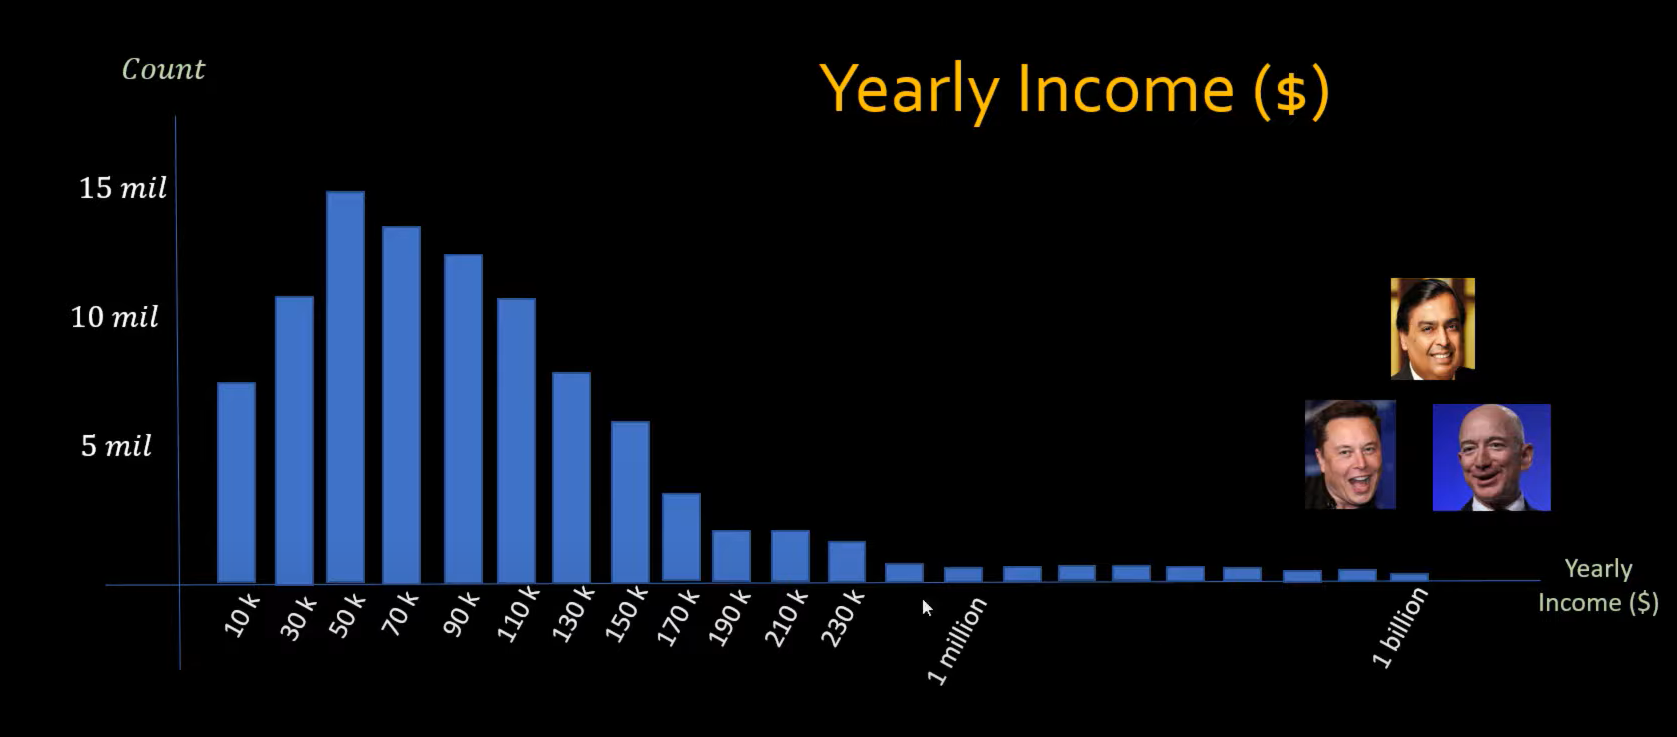 Count
Yearly Income ($)
15 mil
10 mil
5 mil
10 k
30 k
50 k
70 k
90 k
110 k
130 k
150 k
170 k
190 k
210 k
230 k
1 million
1 billion
Yearly
Income ($)